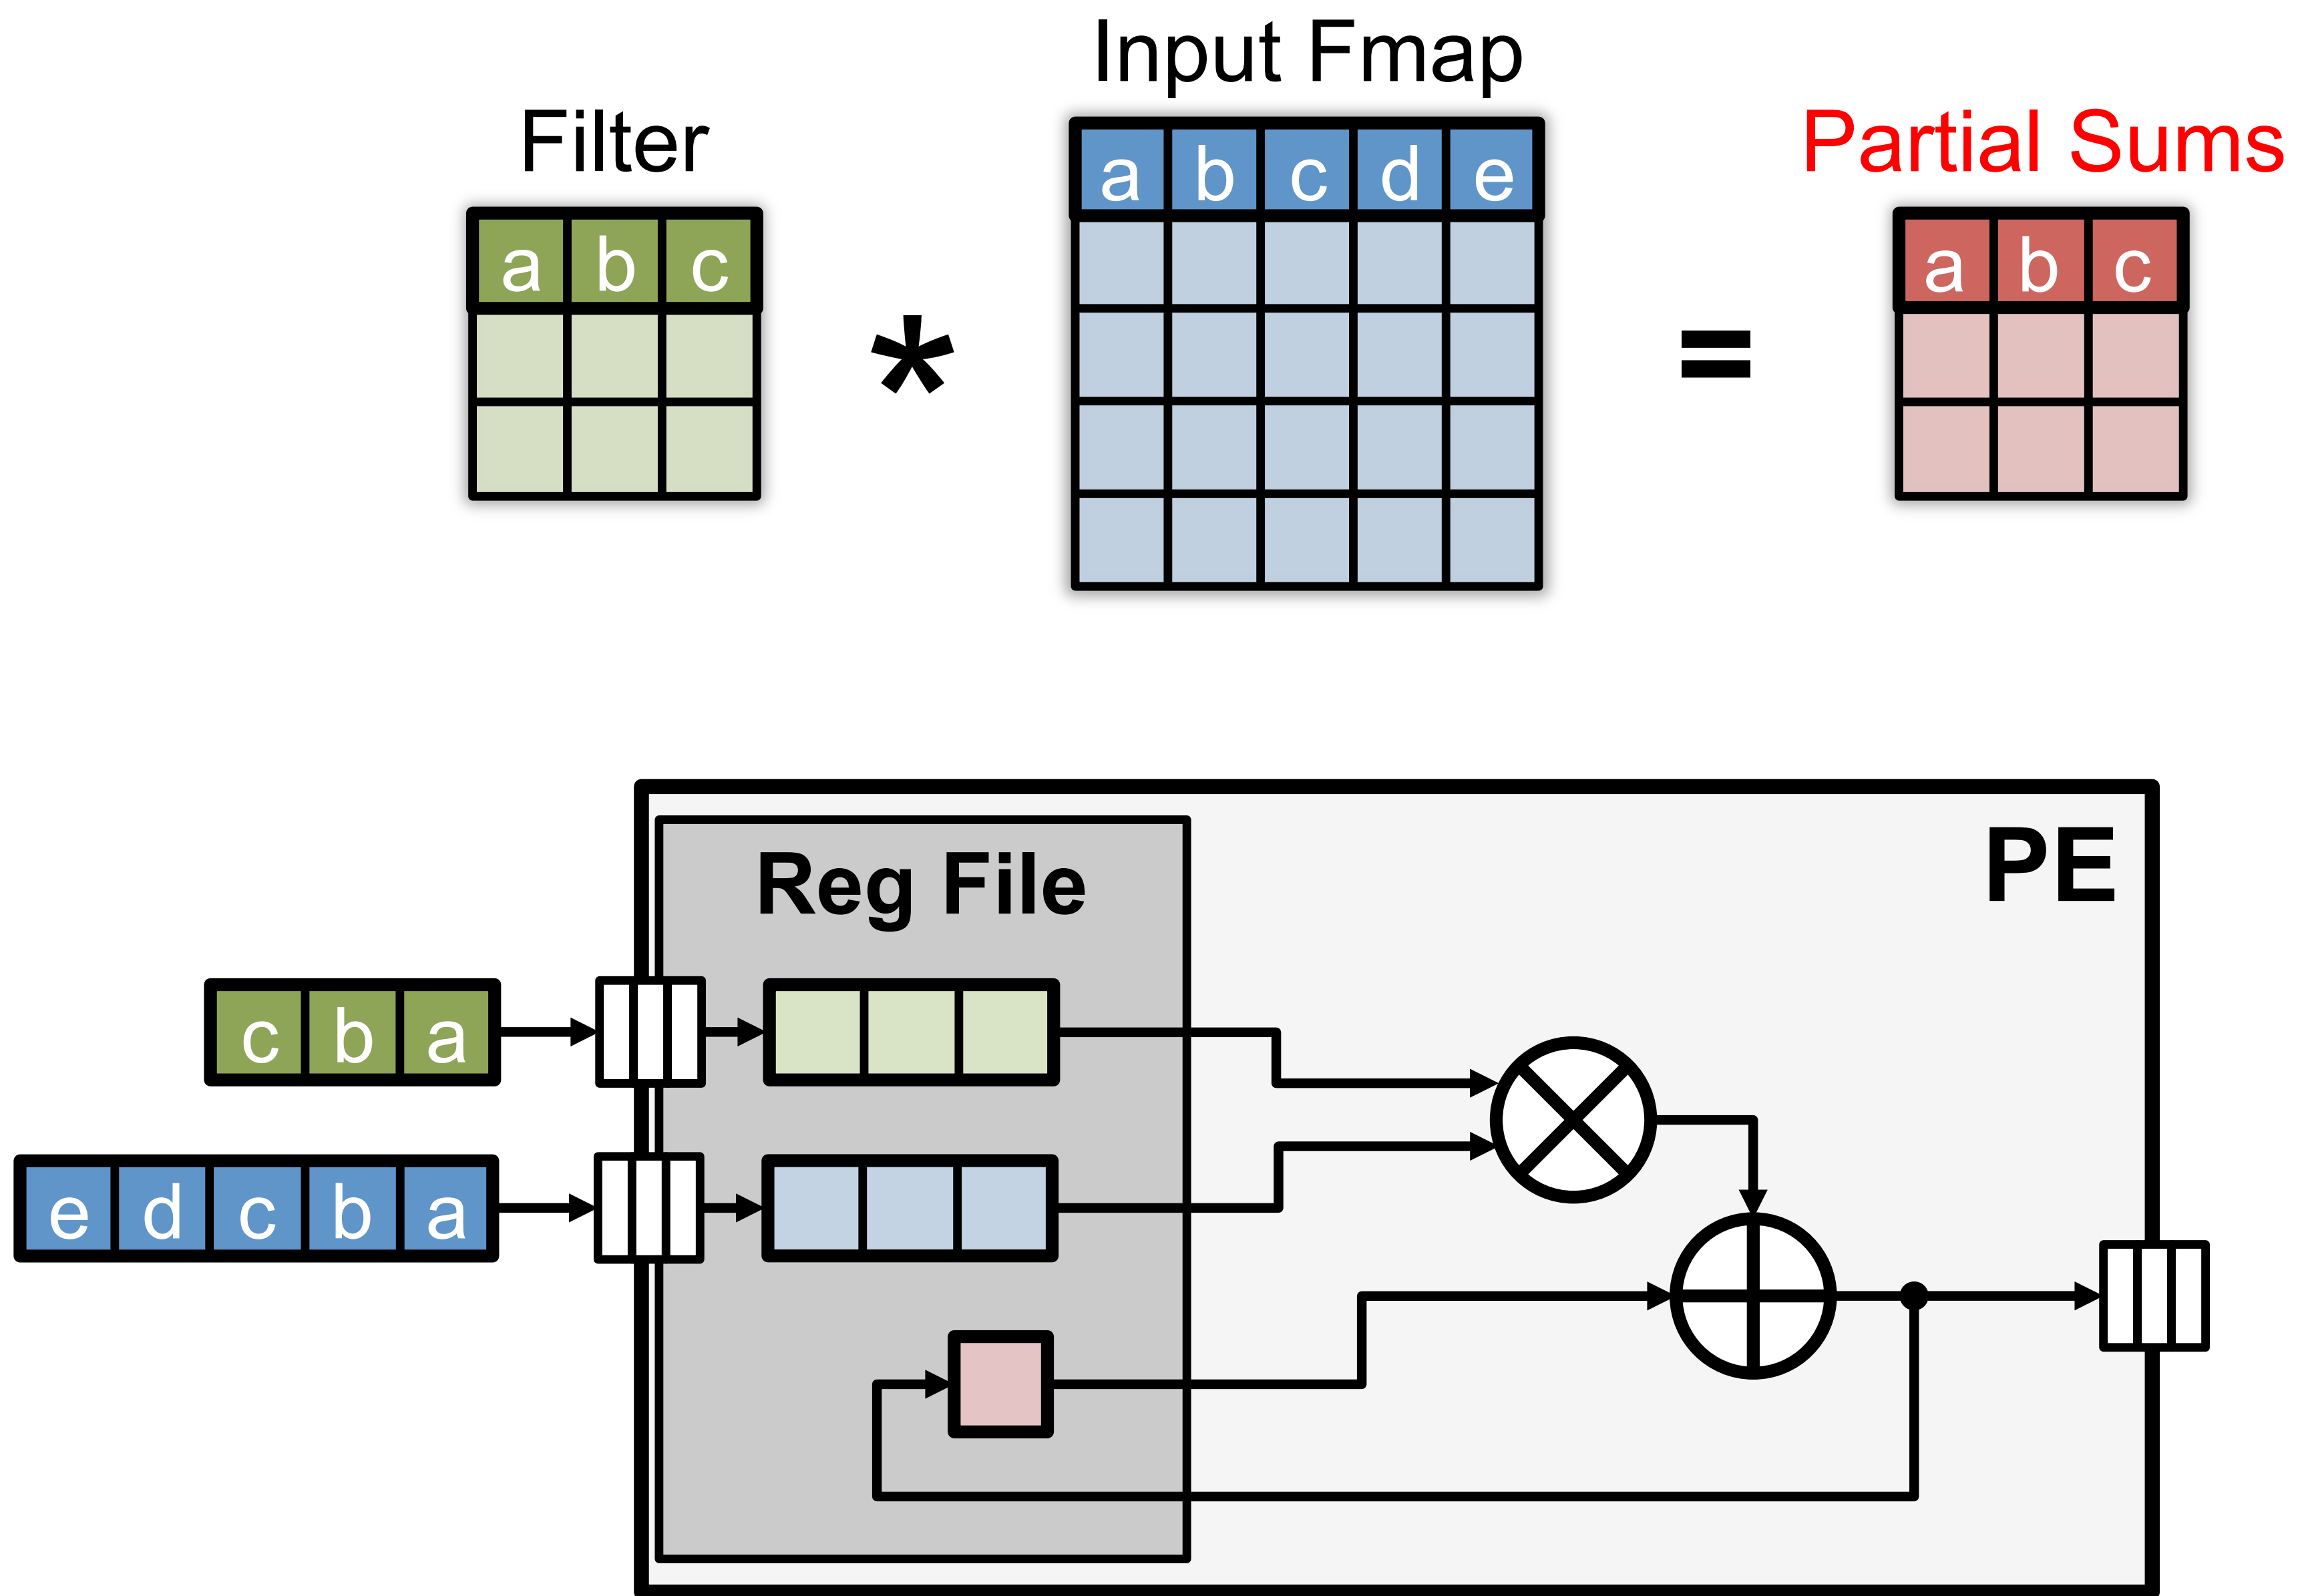 Input Fmap
Filter
Partial Sums
a b c d e
a b c
a b c
*
=
PE
Reg File
c b a
e d c b a